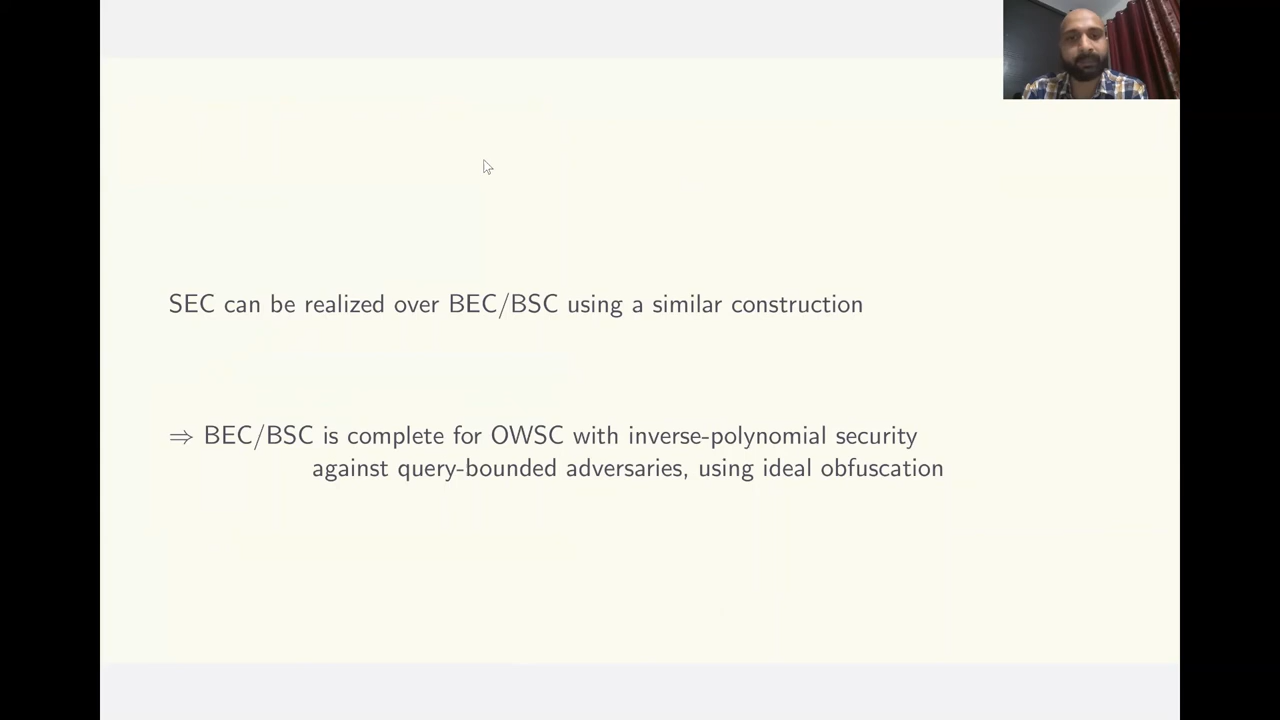 SEC can be realized over BEC/BSC using a similar construction
⇒ BEC/BSC is complete for OWSC with inverse-polynomial security
against query-bounded adversaries, using ideal obfuscation